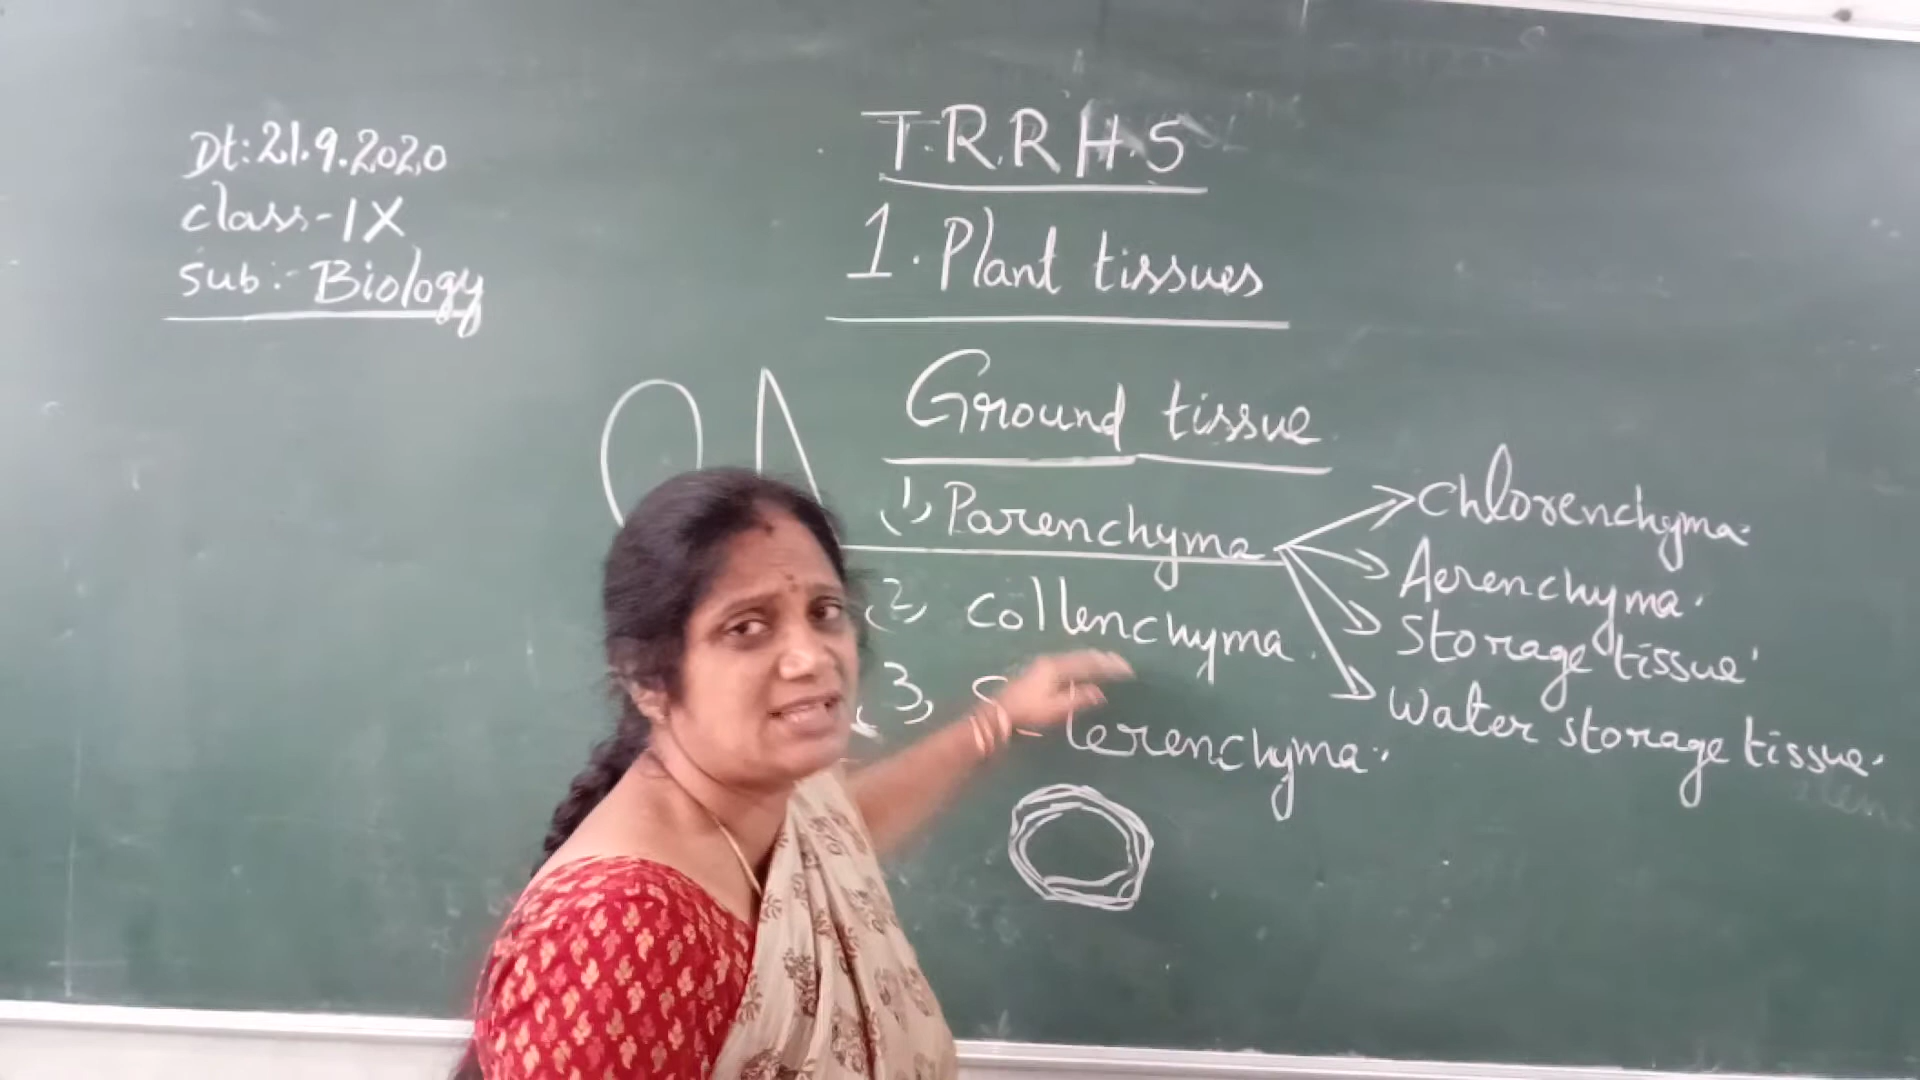 Dt: 21.9.2020
class - IX
Sub:- Biology
T.R.R.H.S
1. Plant tissues
Ground tissue
(1) Parenchyma
Chlorenchyma.
Aerenchyma.
Storage tissue.
Water storage tissue.
(2) Collenchyma.
(3)